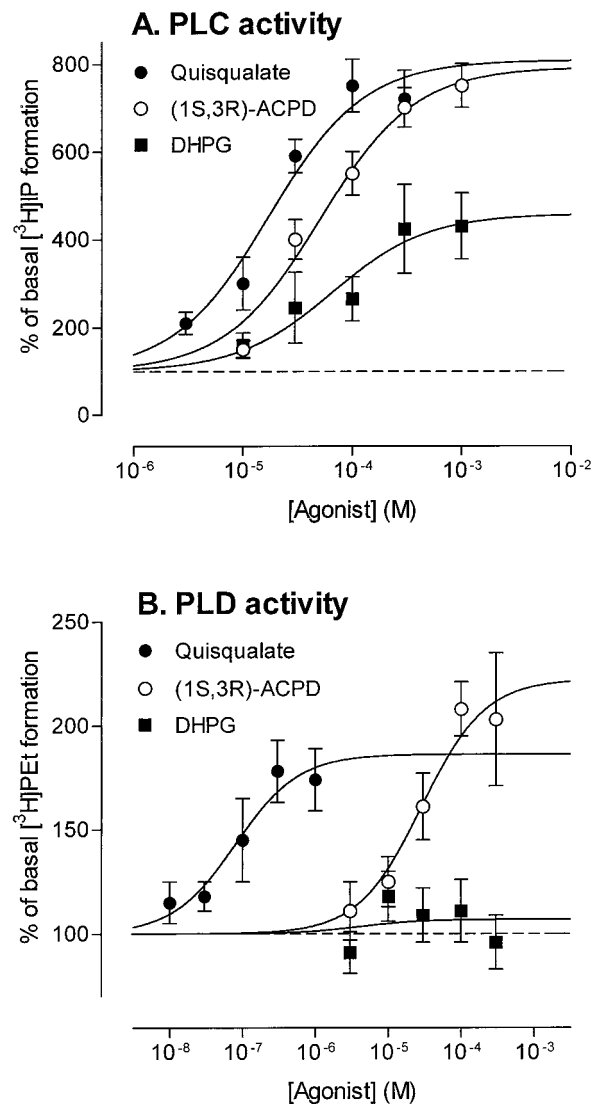 A. PLC activity
800
600
400
200
0
% of basal [³H]IP formation
Quisqualate
(1S,3R)-ACPD
DHPG
10⁻⁶ 10⁻⁵ 10⁻⁴ 10⁻³ 10⁻²
[Agonist] (M)
B. PLD activity
250
200
150
100
% of basal [³H]PEt formation
Quisqualate
(1S,3R)-ACPD
DHPG
10⁻⁸ 10⁻⁷ 10⁻⁶ 10⁻⁵ 10⁻⁴ 10⁻³
[Agonist] (M)